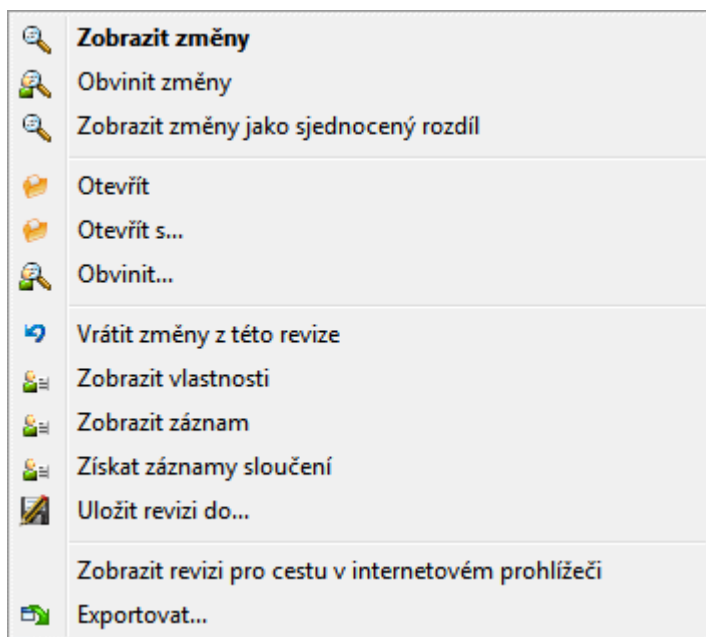 Zobrazit změny
Obvinit změny
Zobrazit změny jako sjednocený rozdíl
Otevřít
Otevřít s...
Obvinit...
Vrátit změny z této revize
Zobrazit vlastnosti
Zobrazit záznam
Získat záznamy sloučení
Uložit revizi do...
Zobrazit revizi pro cestu v internetovém prohlížeči
Exportovat...